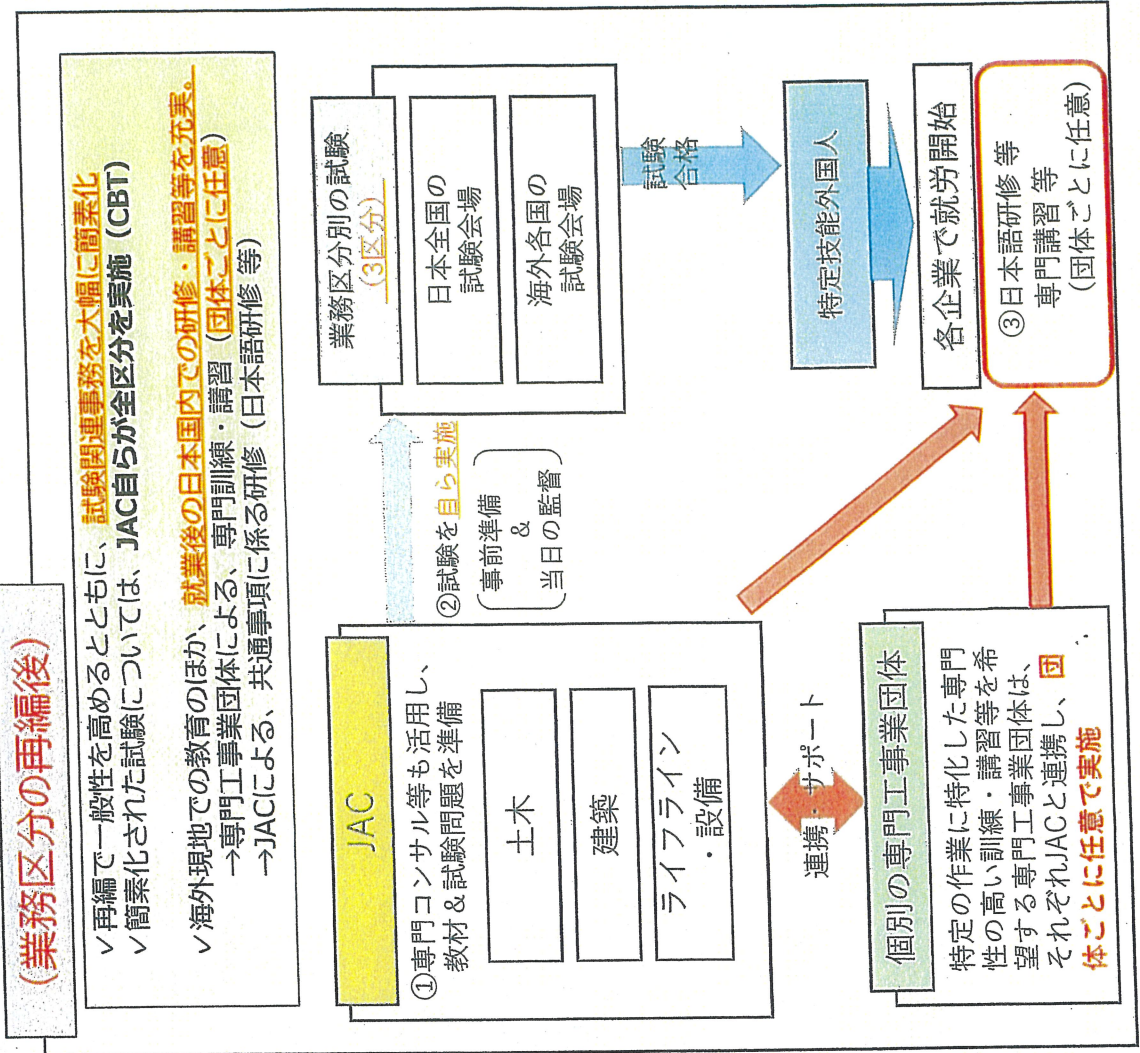 (業務区分の再編後)
✓再編で一般性を高めるとともに、試験関連事務を大幅に簡素化
✓簡素化された試験については、JAC自らが全区分を実施(CBT)
✓海外現地での教育のほか、就業後の日本国内での研修・講習等を充実。
→専門工事業団体による、専門訓練・講習(団体ごとに任意)
→JACによる、共通事項に係る研修(日本語研修 等)
JAC
①専門コンサル等も活用し、
教材&試験問題を準備
土木
建築
ライフライン
・設備
②試験を自ら実施
事前準備
&
当日の監督
業務区分別の試験
(3区分)
日本全国の
試験会場
海外各国の
試験会場
試験
合格
連携・サポート
個別の専門工事業団体
特定の作業に特化した専門
性の高い訓練・講習等を希
望する専門工事業団体は、
それぞれJACと連携し、団
体ごとに任意で実施
特定技能外国人
各企業で就労開始
③日本語研修 等
専門講習 等
(団体ごとに任意)